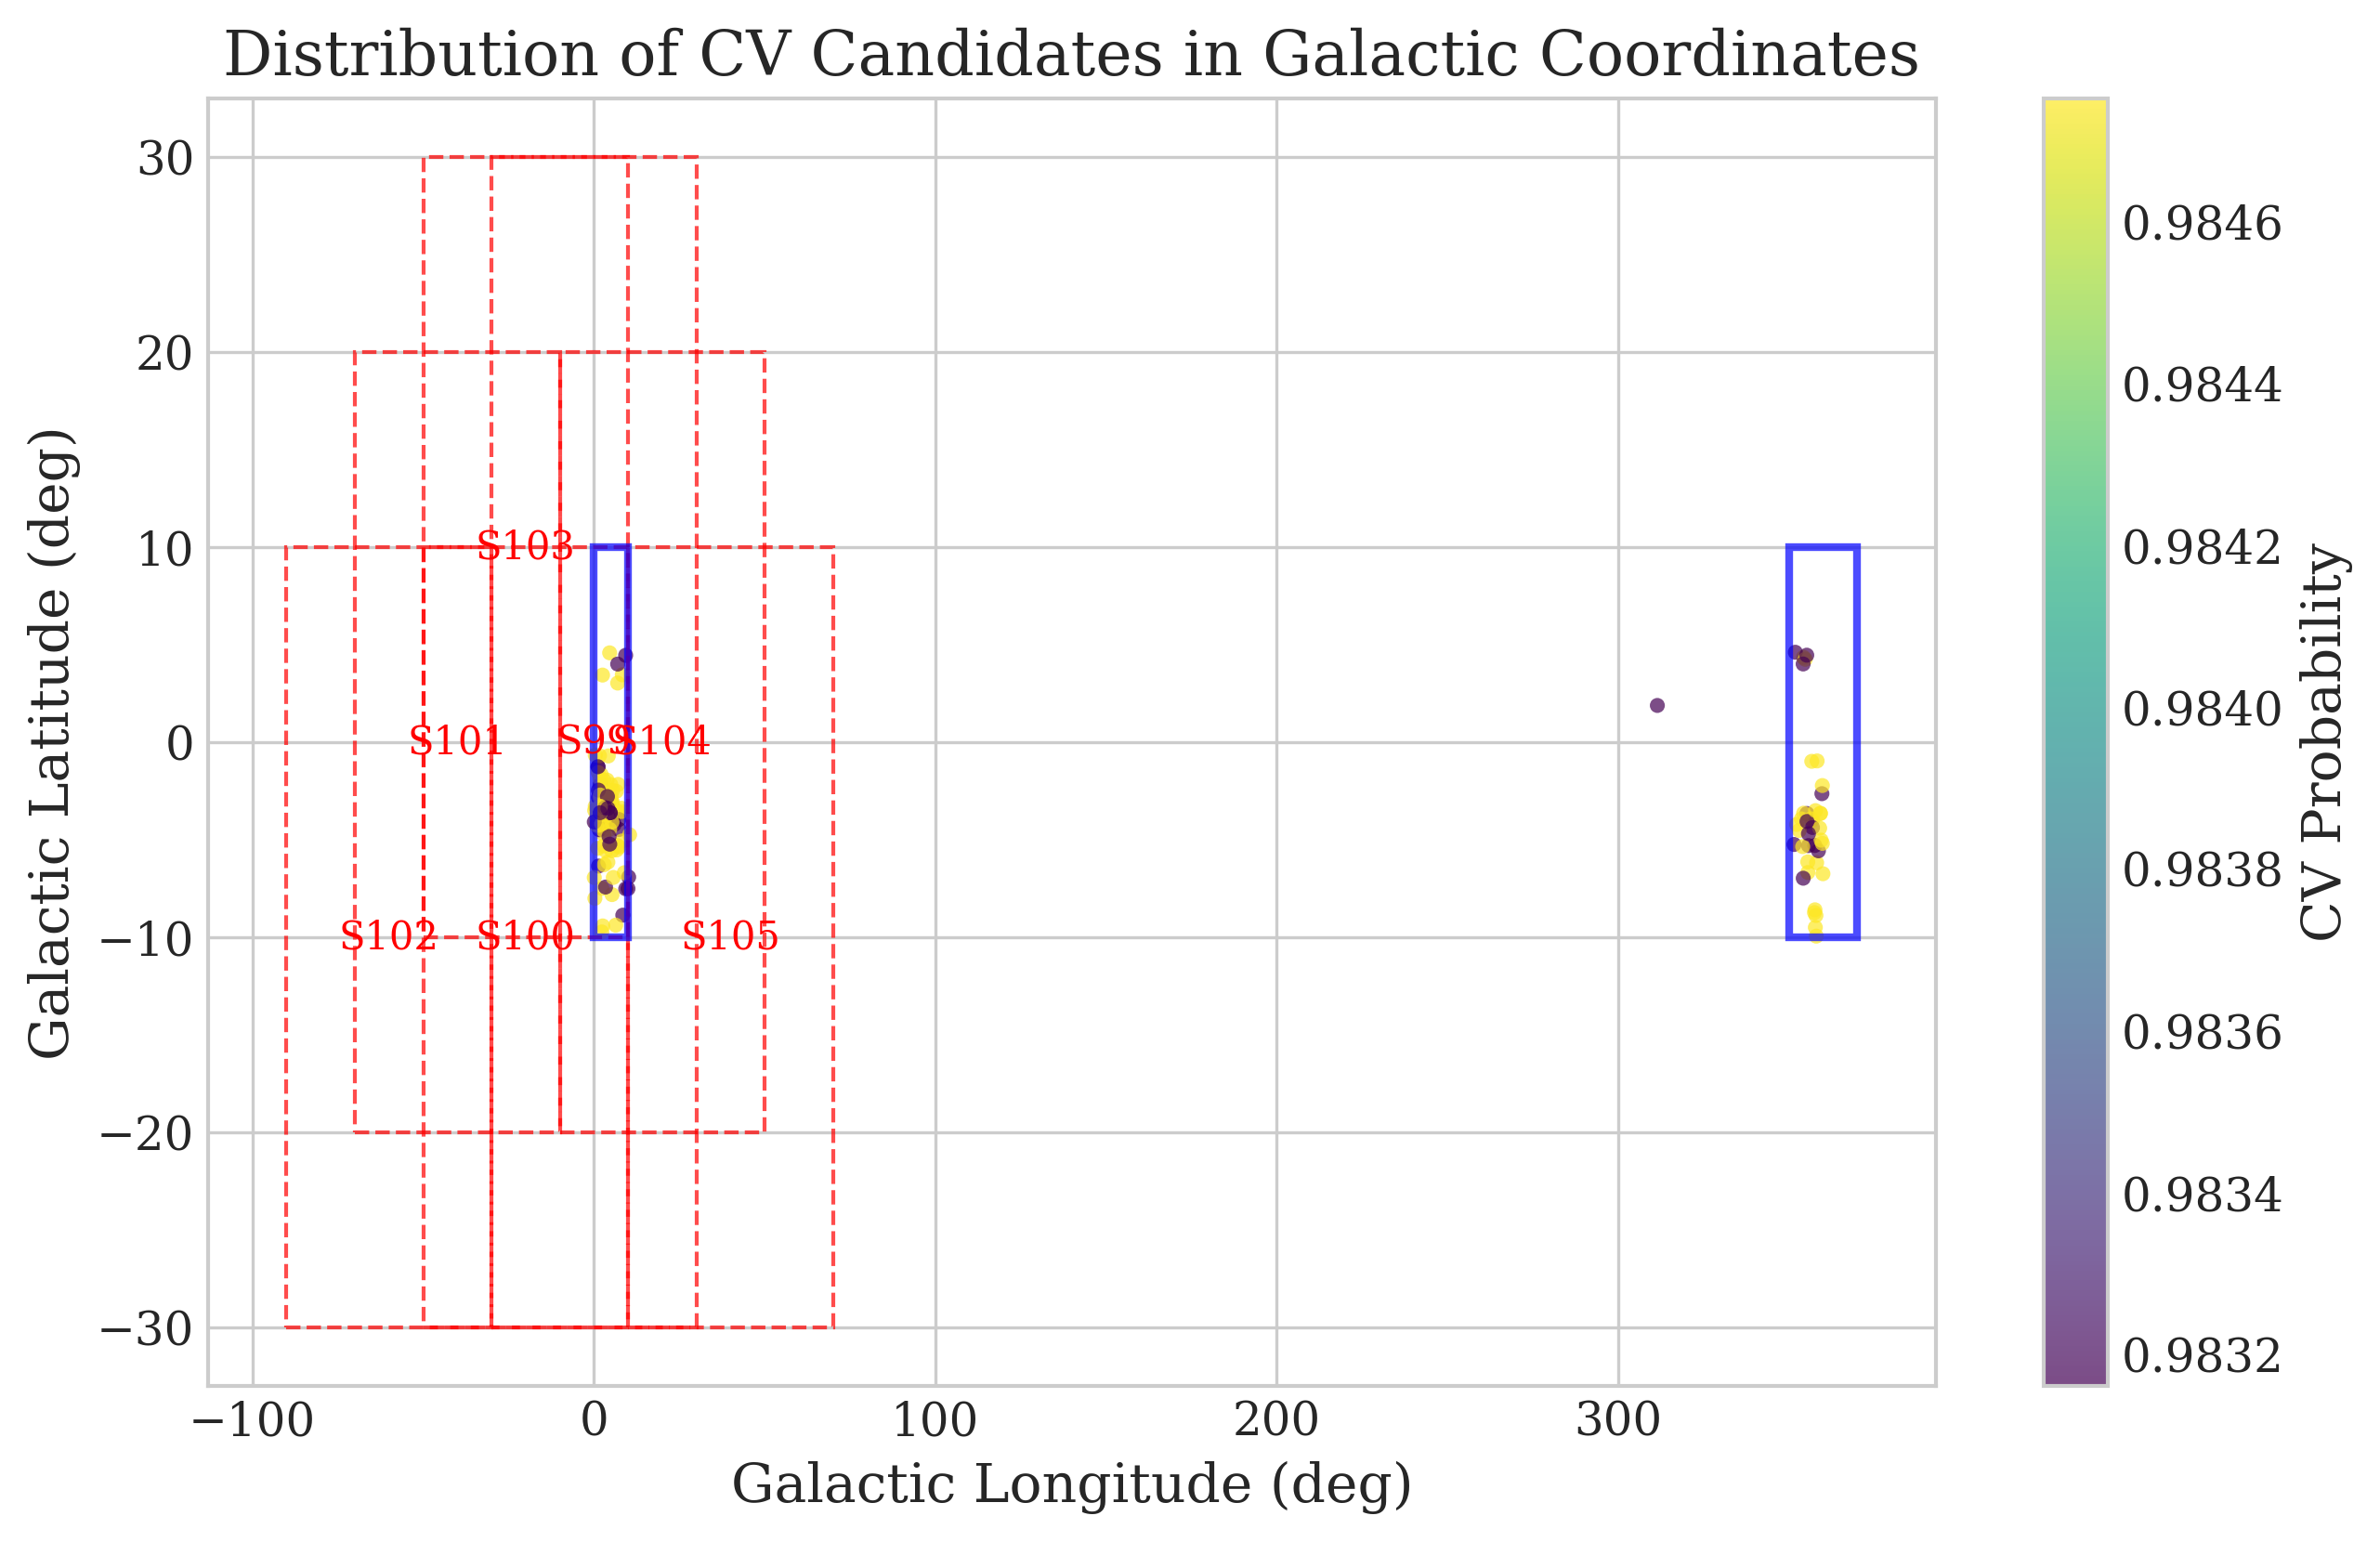 Distribution of CV Candidates in Galactic Coordinates
Galactic Latitude (deg)
30
20
10
0
−10
−20
−30
S103
S101
S99
S104
S102
S100
S105
−100
0
100
200
300
Galactic Longitude (deg)
0.9846
0.9844
0.9842
0.9840
0.9838
0.9836
0.9834
0.9832
CV Probability